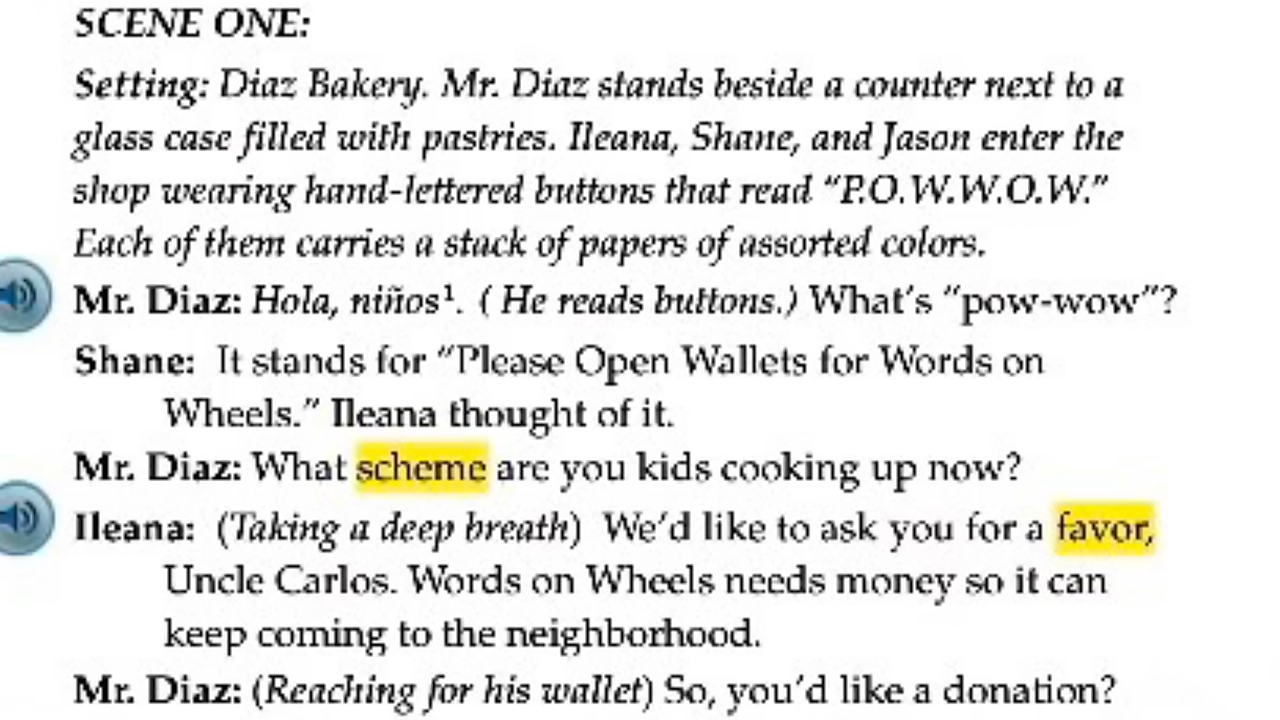 SCENE ONE:
Setting: Diaz Bakery. Mr. Diaz stands beside a counter next to a
glass case filled with pastries. Ileana, Shane, and Jason enter the
shop wearing hand-lettered buttons that read “P.O.W.W.O.W.”
Each of them carries a stack of papers of assorted colors.
Mr. Diaz: Hola, niños¹. ( He reads buttons.) What's “pow-wow”?
Shane: It stands for “Please Open Wallets for Words on
Wheels.” Ileana thought of it.
Mr. Diaz: What scheme are you kids cooking up now?
Ileana: (Taking a deep breath) We'd like to ask you for a favor,
Uncle Carlos. Words on Wheels needs money so it can
keep coming to the neighborhood.
Mr. Diaz: (Reaching for his wallet) So, you'd like a donation?